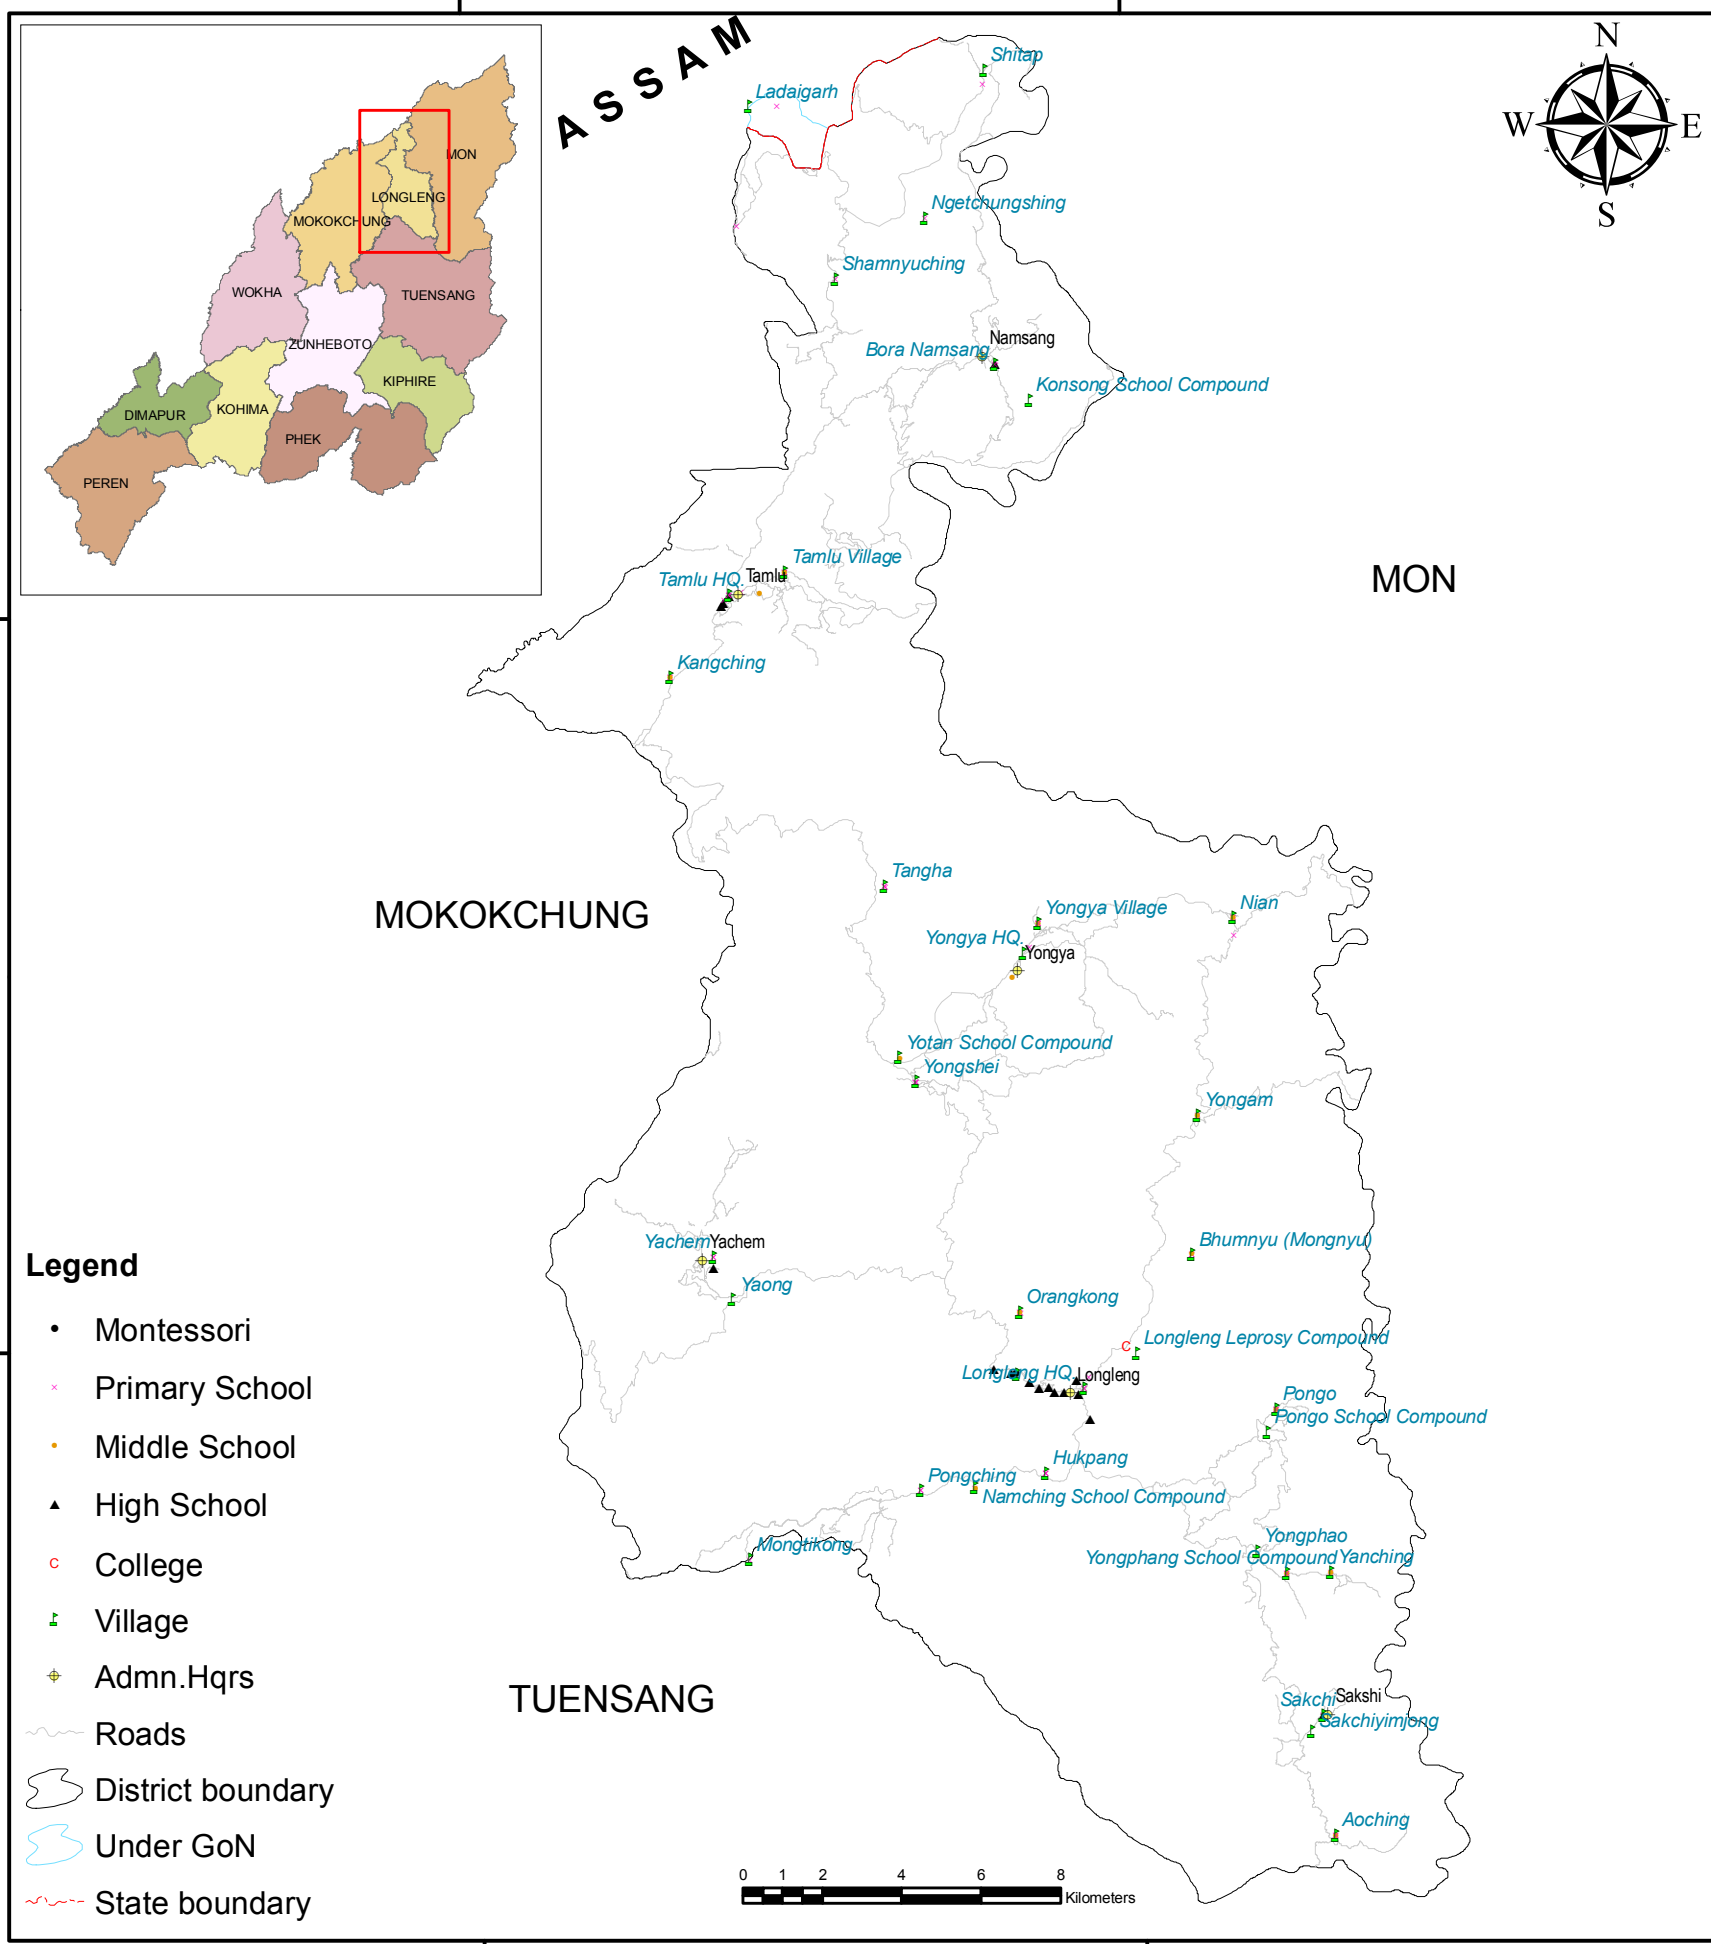 ASSAM
N
W
E
S
MON
LONGLENG
MOKOKCHUNG
WOKHA
TUENSANG
ZUNHEBOTO
KIPHIRE
DIMAPUR
KOHIMA
PHEK
PEREN
Shitap
Ladaigarh
Ngetchungshing
Shamnyuching
Namsang
Bora Namsang
Konsong School Compound
Tamlu Village
Tamlu HQ.
Tamlu
MON
Kangching
Tangha
MOKOKCHUNG
Yongya Village
Nian
Yongya HQ.
Yongya
Yotan School Compound
Yongshei
Yongam
Yachem
Yachem
Bhumnyu (Mongnyu)
Yaong
Orangkong
Longleng Leprosy Compound
C
Longleng HQ.
Longleng
Pongo
Pongo School Compound
Hukpang
Pongching
Namching School Compound
Mongtikong
Yongphao
Yongphang School Compound
Yanching
TUENSANG
Sakchi
Sakshi
Sakchiyimjong
Aoching
Legend
Montessori
Primary School
Middle School
High School
C College
Village
Admn.Hqrs
Roads
District boundary
Under GoN
State boundary
0 1 2 4 6 8
Kilometers